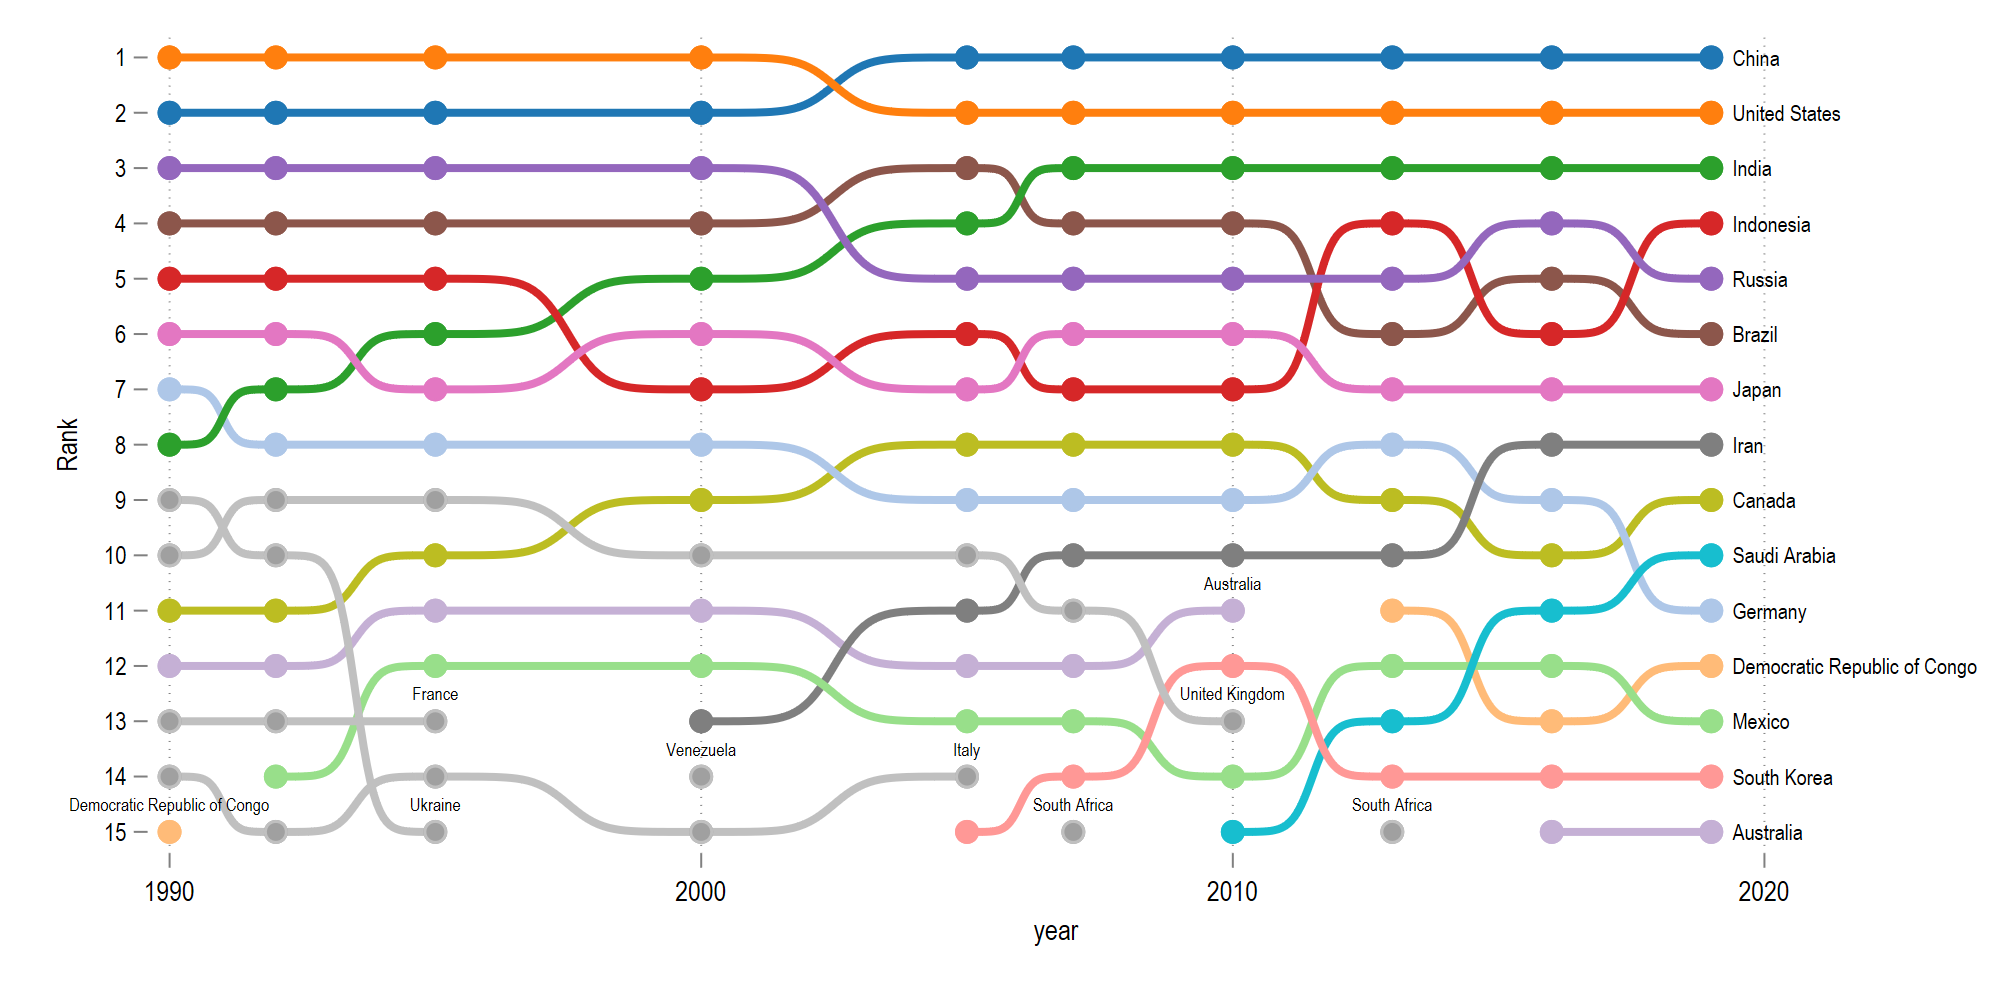 1
China
2
United States
3
India
4
Indonesia
5
Russia
6
Brazil
7
Japan
Rank
8
Iran
9
Canada
10
Saudi Arabia
Australia
11
Germany
12
Democratic Republic of Congo
France
United Kingdom
13
Mexico
Venezuela
Italy
14
South Korea
Democratic Republic of Congo
Ukraine
South Africa
South Africa
15
Australia
1990
2000
2010
2020
year